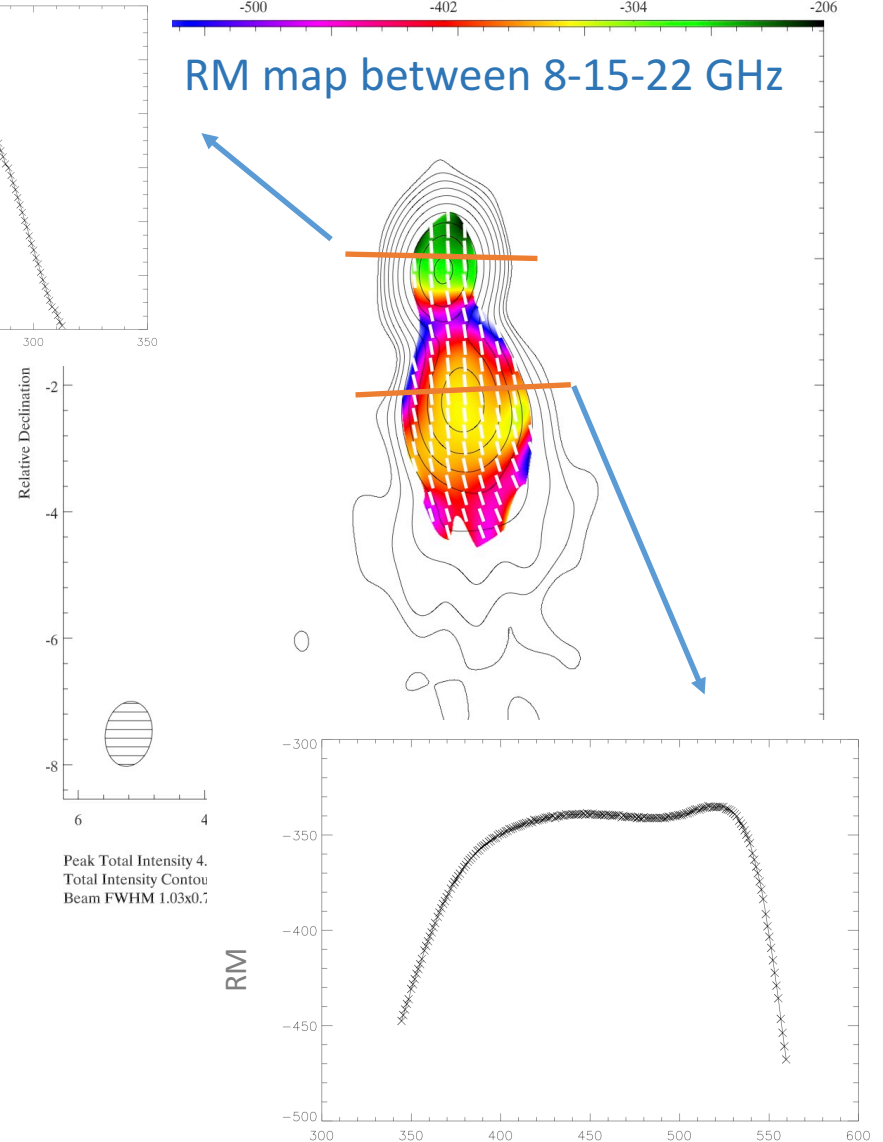 -500 -402 -304 -206
RM map between 8-15-22 GHz
300 350
Relative Declination
-2
-4
-6
-8
6 4
Peak Total Intensity 4.
Total Intensity Contou
Beam FWHM 1.03x0.7
RM
-300
-350
-400
-450
-500
300 350 400 450 500 550 600